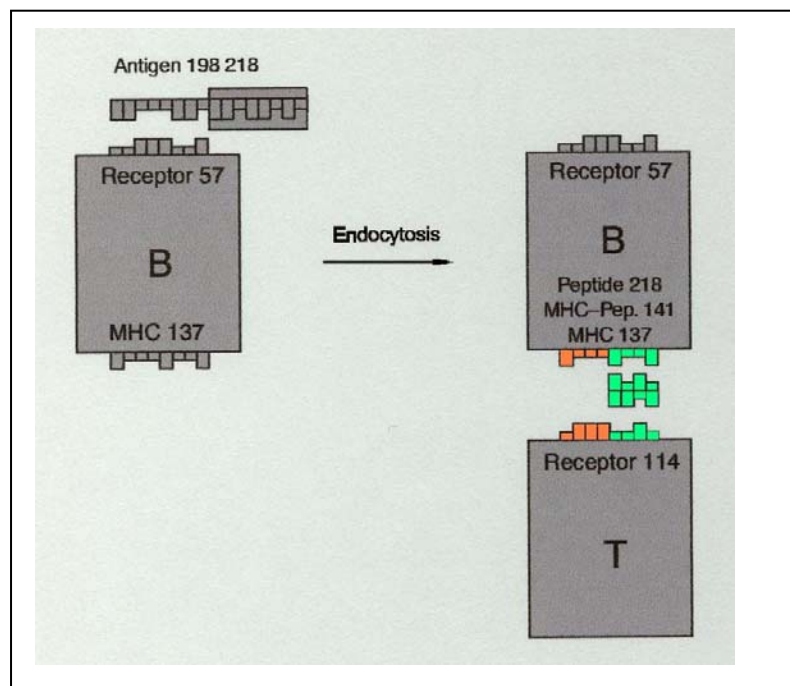 Antigen 198 218
Receptor 57
B
MHC 137
Endocytosis
Receptor 57
B
Peptide 218
MHC–Pep. 141
MHC 137
Receptor 114
T